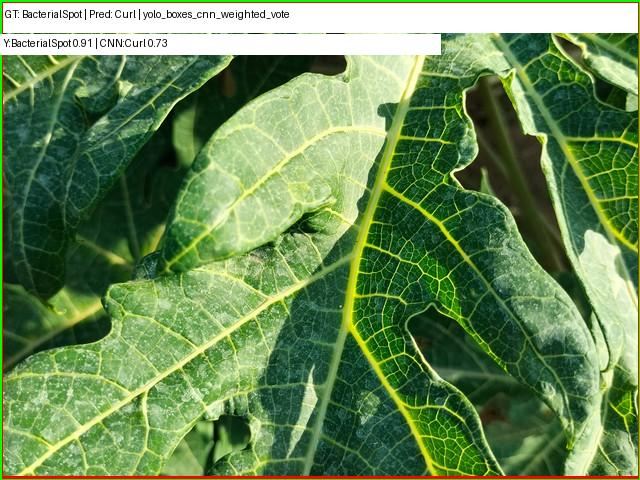 GT: BacterialSpot | Pred: Curl | yolo_boxes_cnn_weighted_vote
Y:BacterialSpot 0.91 | CNN:Curl 0.73